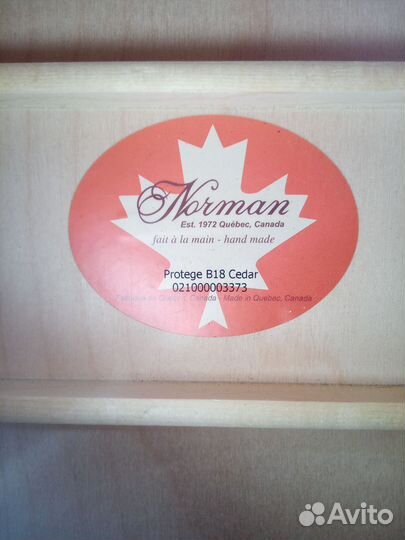 Norman
Est. 1972 Québec, Canada
fait à la main - hand made
Protege B18 Cedar
021000003373
Fabriqué au Québec, Canada - Made in Quebec, Canada
Avito